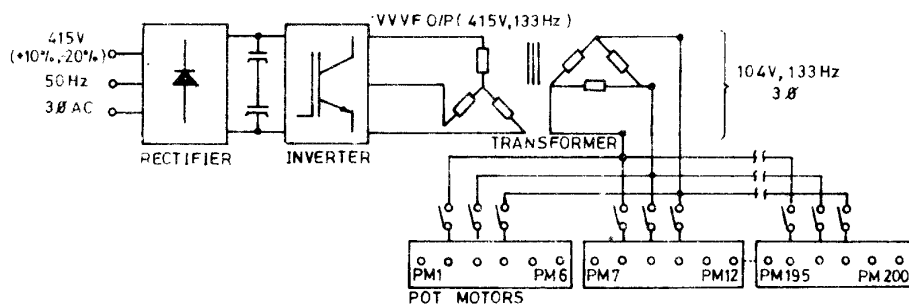 VVVF O/P(415V,133Hz)
415V
(+10%,-20%)
50Hz
3Ø AC
104V,133Hz
3Ø
RECTIFIER
INVERTER
TRANSFORMER
PM1 PM6
PM7 PM12
PM195 PM200
POT MOTORS